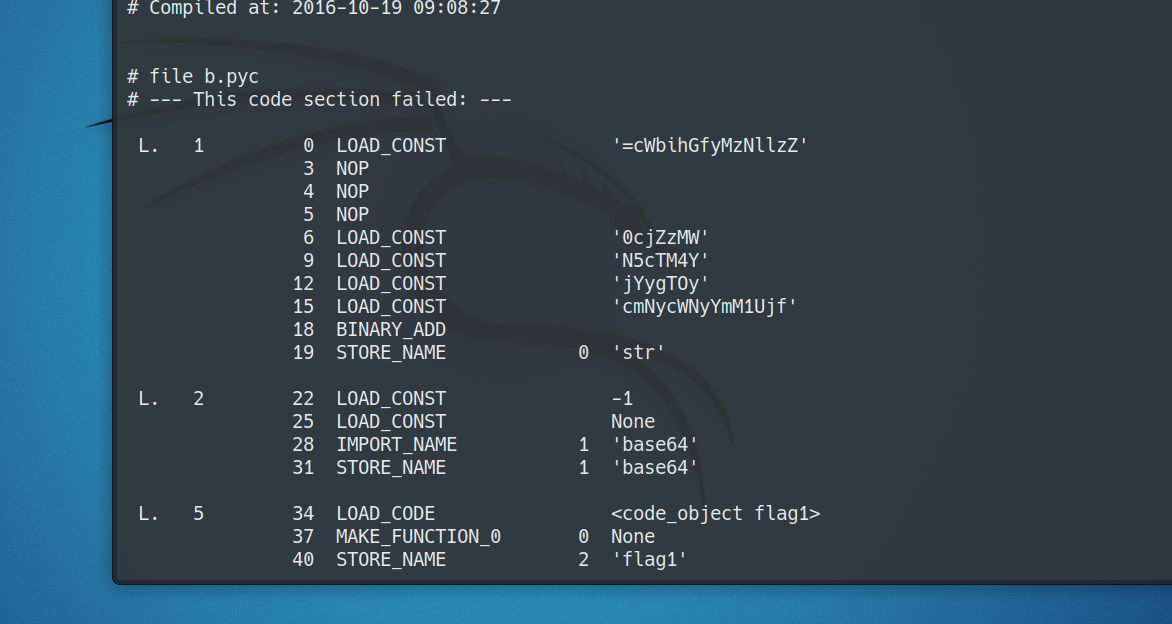 # Compiled at: 2016-10-19 09:08:27
# file b.pyc
# --- This code section failed: ---
L. 1 0 LOAD_CONST '=cWbihGfyMzNllzZ'
3 NOP
4 NOP
5 NOP
6 LOAD_CONST '0cjZzMW'
9 LOAD_CONST 'N5cTM4Y'
12 LOAD_CONST 'jYygTOy'
15 LOAD_CONST 'cmNycWNyYmM1Ujf'
18 BINARY_ADD
19 STORE_NAME 0 'str'
L. 2 22 LOAD_CONST -1
25 LOAD_CONST None
28 IMPORT_NAME 1 'base64'
31 STORE_NAME 1 'base64'
L. 5 34 LOAD_CODE <code_object flag1>
37 MAKE_FUNCTION_0 0 None
40 STORE_NAME 2 'flag1'